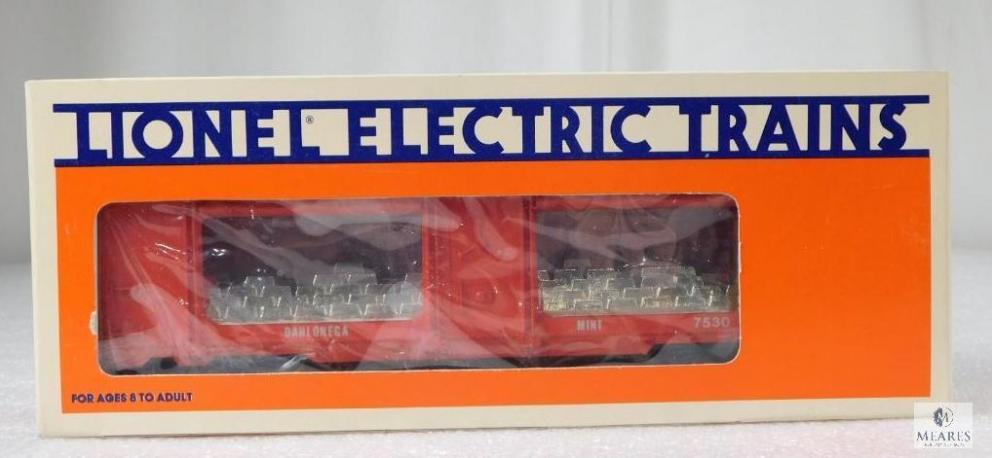 LIONEL® ELECTRIC TRAINS
DAHLONEGA
MINT
7530
FOR AGES 8 TO ADULT
MEARES